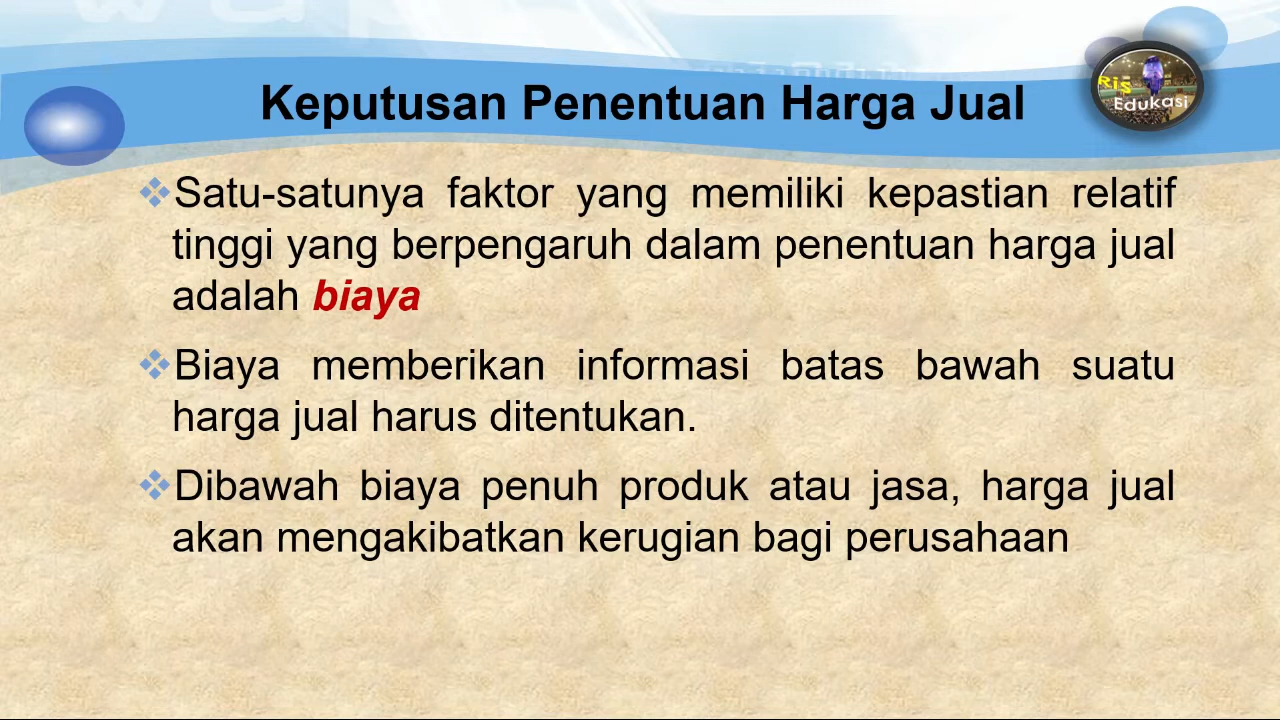 Keputusan Penentuan Harga Jual
Ris
Edukasi
Satu-satunya faktor yang memiliki kepastian relatif
tinggi yang berpengaruh dalam penentuan harga jual
adalah biaya
Biaya memberikan informasi batas bawah suatu
harga jual harus ditentukan.
Dibawah biaya penuh produk atau jasa, harga jual
akan mengakibatkan kerugian bagi perusahaan